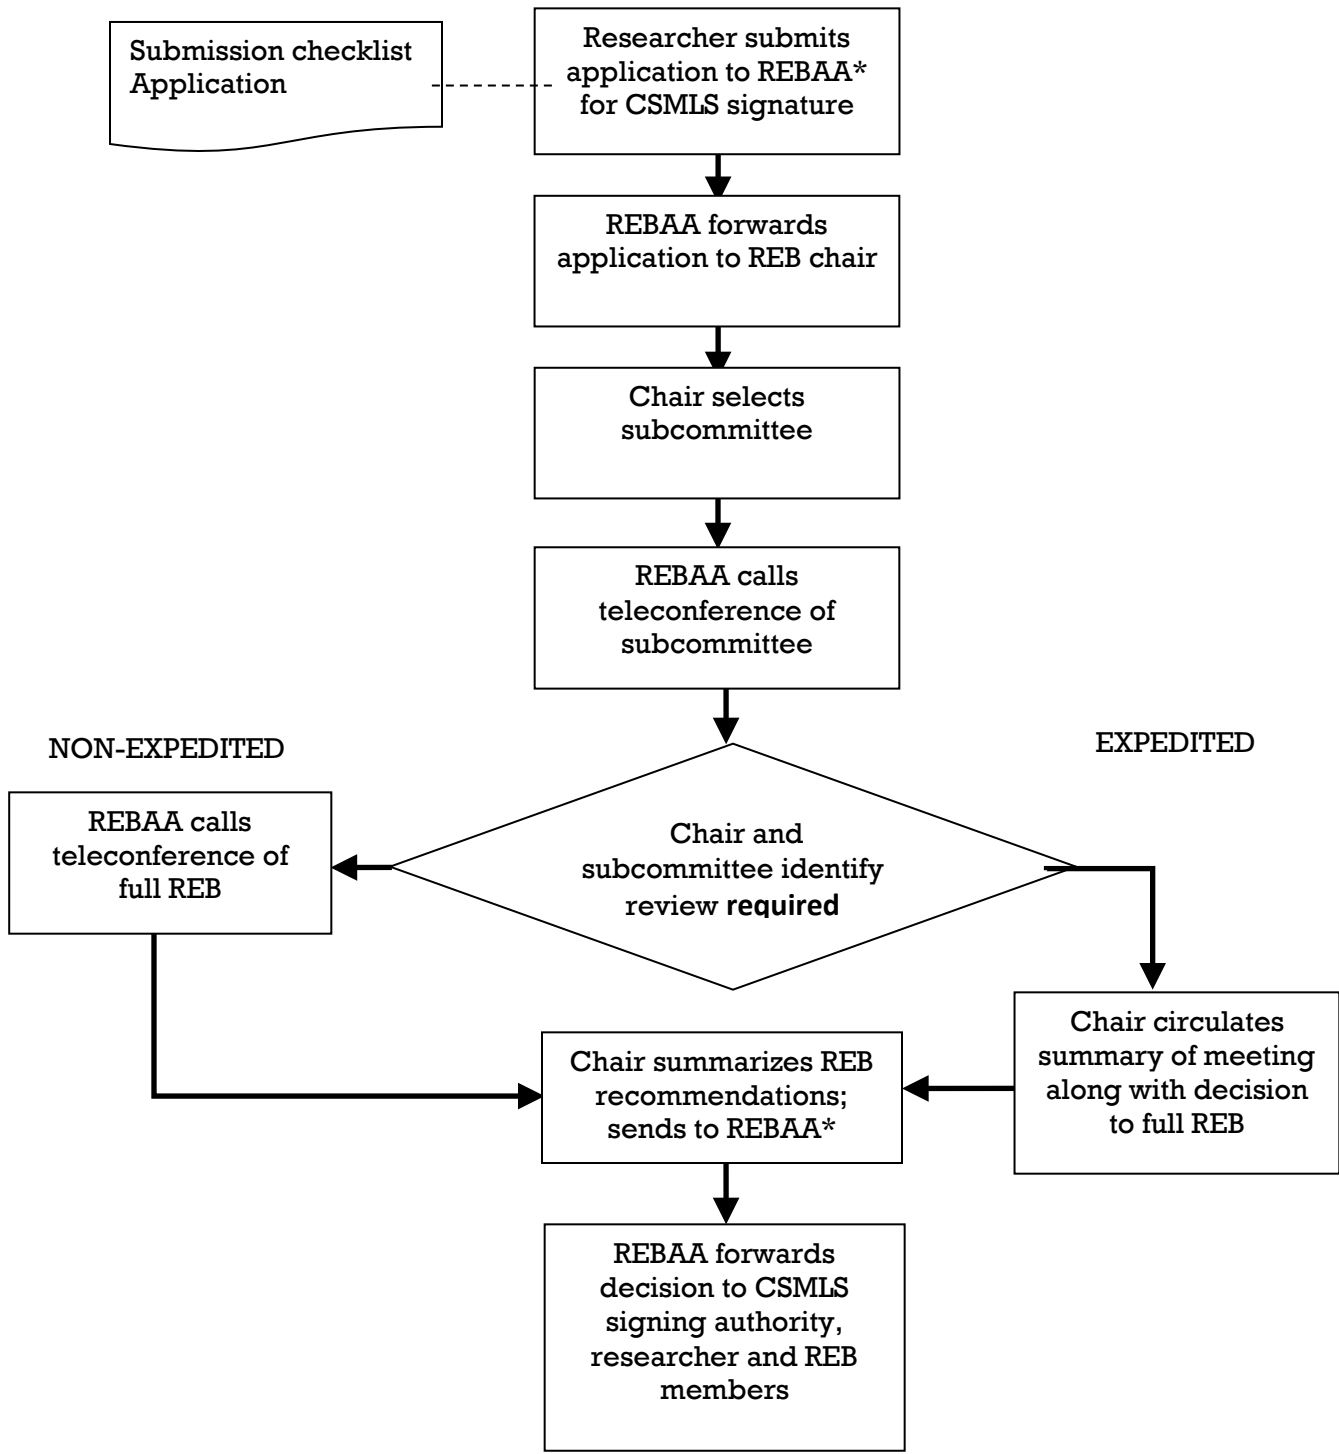 Submission checklist
Application
Researcher submits
application to REBAA*
for CSMLS signature
REBAA forwards
application to REB chair
Chair selects
subcommittee
REBAA calls
teleconference of
subcommittee
NON-EXPEDITED
EXPEDITED
REBAA calls
teleconference of
full REB
Chair and
subcommittee identify
review required
Chair circulates
summary of meeting
along with decision
to full REB
Chair summarizes REB
recommendations;
sends to REBAA*
REBAA forwards
decision to CSMLS
signing authority,
researcher and REB
members